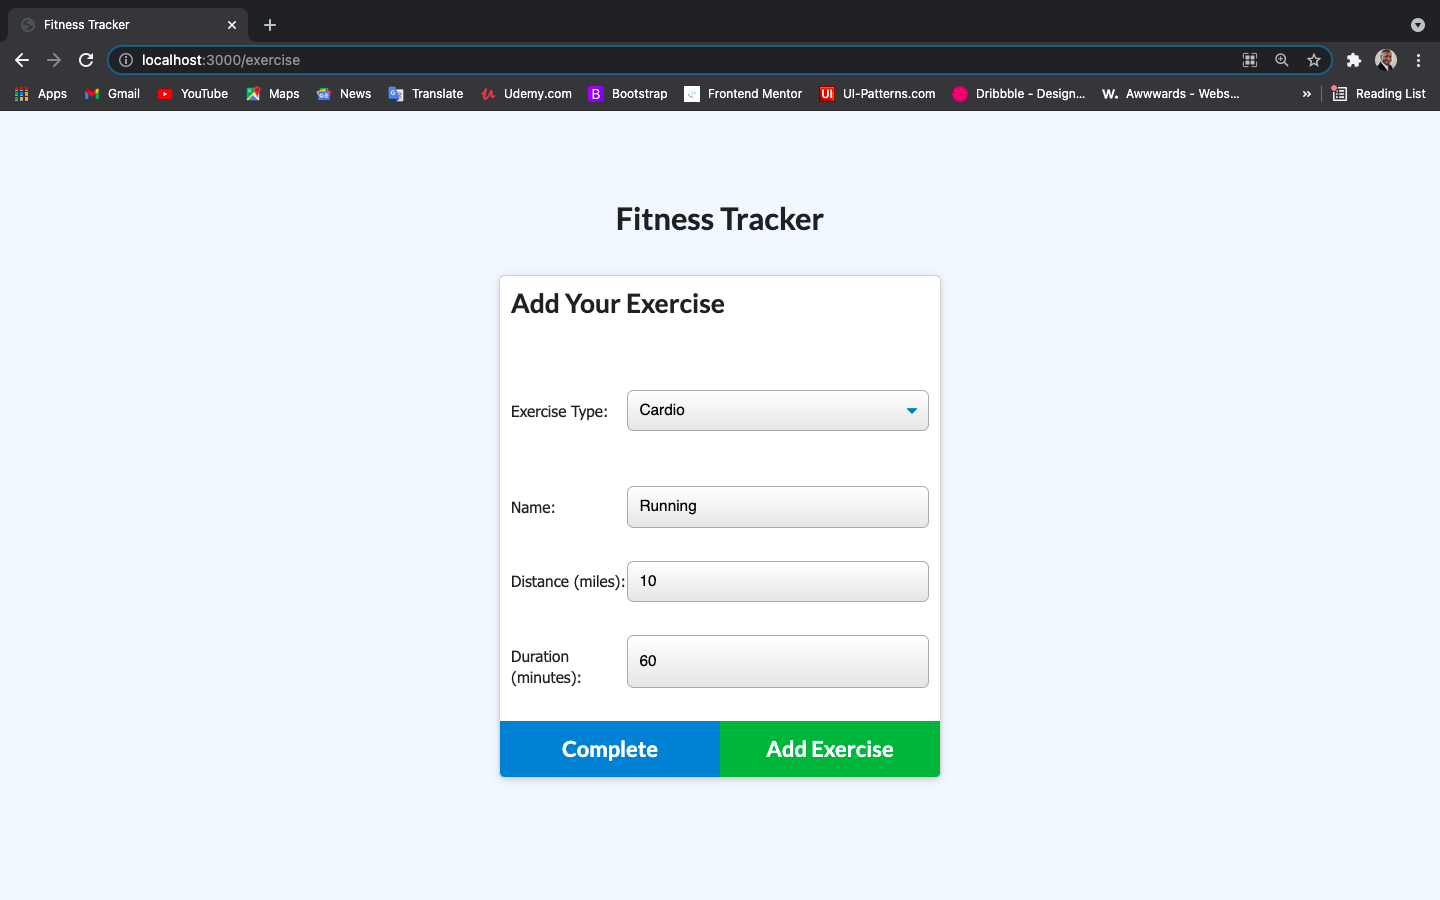 Fitness Tracker
localhost:3000/exercise
Apps Gmail YouTube Maps News Translate Udemy.com B Bootstrap Frontend Mentor UI UI-Patterns.com Dribbble - Design... W. Awwwards - Webs... » Reading List
Fitness Tracker
Add Your Exercise
Exercise Type: Cardio
Name: Running
Distance (miles): 10
Duration
(minutes): 60
Complete Add Exercise